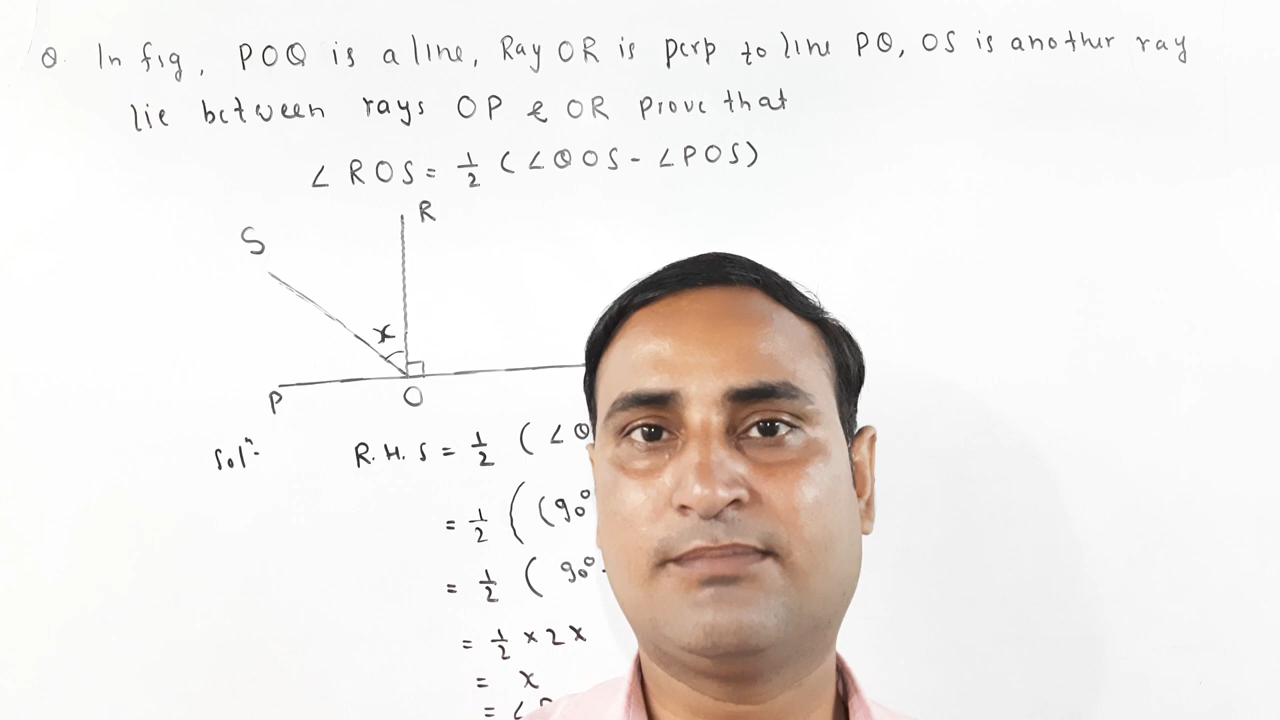 Q. In fig, POQ is a line, Ray OR is perp to line PQ, OS is another ray
lie between rays OP & OR prove that
∠ROS = 1/2 (∠QOS - ∠POS)
R
S
x
P
O
Solⁿ
R.H.S = 1/2 (∠Q
= 1/2 ((90°
= 1/2 (90°
= 1/2 × 2x
= x
= ∠